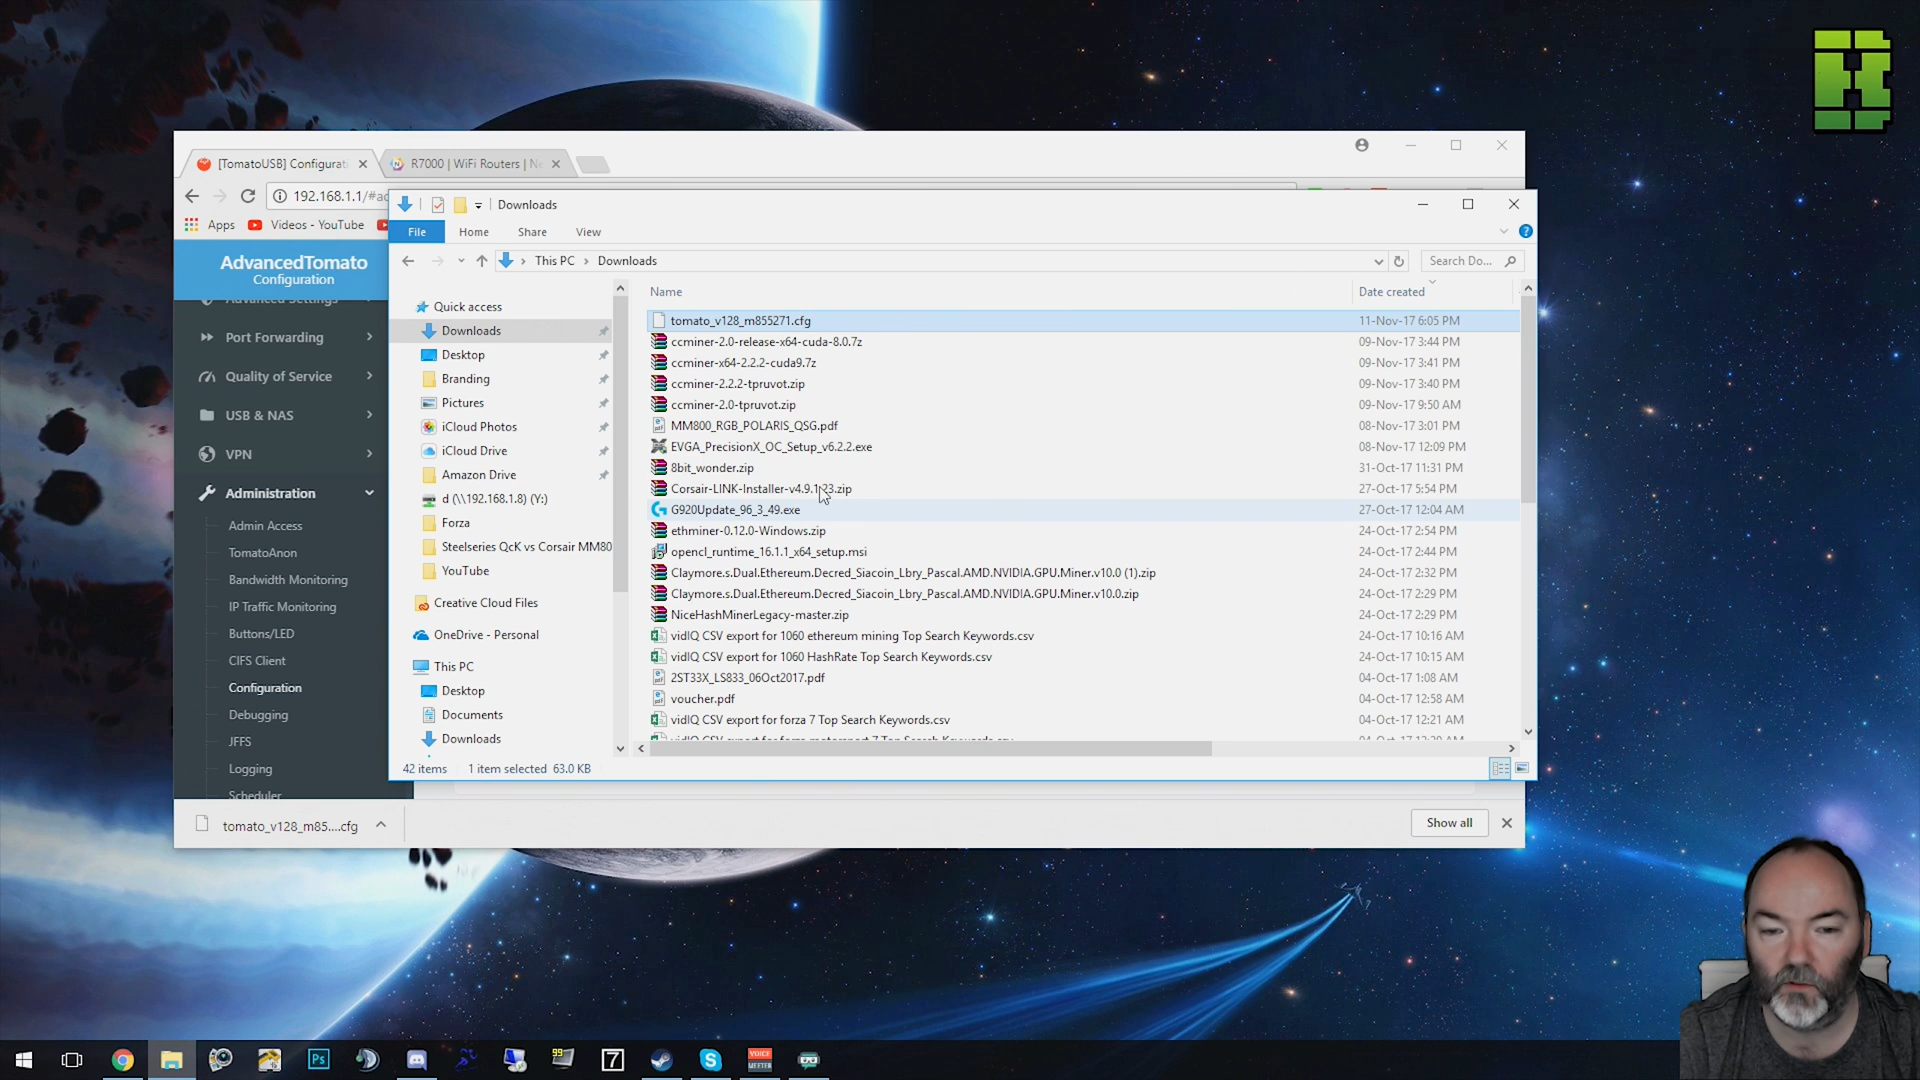 [TomatoUSB] Configurat
R7000 | WiFi Routers | Ne
192.168.1.1/#ad
Apps
Videos - YouTube
AdvancedTomato
Configuration
Advanced Settings
Port Forwarding
Quality of Service
USB & NAS
VPN
Administration
Admin Access
TomatoAnon
Bandwidth Monitoring
IP Traffic Monitoring
Buttons/LED
CIFS Client
Configuration
Debugging
JFFS
Logging
Scheduler
Downloads
File
Home
Share
View
This PC
Downloads
Search Do...
Quick access
Downloads
Desktop
Branding
Pictures
iCloud Photos
iCloud Drive
Amazon Drive
d (\\192.168.1.8) (Y:)
Forza
Steelseries QcK vs Corsair MM80
YouTube
Creative Cloud Files
OneDrive - Personal
This PC
Desktop
Documents
Downloads
Name Date created
tomato_v128_m855271.cfg 11-Nov-17 6:05 PM
ccminer-2.0-release-x64-cuda-8.0.7z 09-Nov-17 3:44 PM
ccminer-x64-2.2.2-cuda9.7z 09-Nov-17 3:41 PM
ccminer-2.2.2-tpruvot.zip 09-Nov-17 3:40 PM
ccminer-2.0-tpruvot.zip 09-Nov-17 9:50 AM
MM800_RGB_POLARIS_QSG.pdf 08-Nov-17 3:01 PM
EVGA_PrecisionX_OC_Setup_v6.2.2.exe 08-Nov-17 12:09 PM
8bit_wonder.zip 31-Oct-17 11:31 PM
Corsair-LINK-Installer-v4.9.1.23.zip 27-Oct-17 5:54 PM
G920Update_96_3_49.exe 27-Oct-17 12:04 AM
ethminer-0.12.0-Windows.zip 24-Oct-17 2:54 PM
opencl_runtime_16.1.1_x64_setup.msi 24-Oct-17 2:44 PM
Claymore.s.Dual.Ethereum.Decred_Siacoin_Lbry_Pascal.AMD.NVIDIA.GPU.Miner.v10.0 (1).zip 24-Oct-17 2:32 PM
Claymore.s.Dual.Ethereum.Decred_Siacoin_Lbry_Pascal.AMD.NVIDIA.GPU.Miner.v10.0.zip 24-Oct-17 2:29 PM
NiceHashMinerLegacy-master.zip 24-Oct-17 2:29 PM
vidIQ CSV export for 1060 ethereum mining Top Search Keywords.csv 24-Oct-17 10:16 AM
vidIQ CSV export for 1060 HashRate Top Search Keywords.csv 24-Oct-17 10:15 AM
2ST33X_LS833_06Oct2017.pdf 04-Oct-17 1:08 AM
voucher.pdf 04-Oct-17 12:58 AM
vidIQ CSV export for forza 7 Top Search Keywords.csv 04-Oct-17 12:21 AM
42 items 1 item selected 63.0 KB
tomato_v128_m85....cfg
Show all
Ps
99
7
VOICE
MEETER